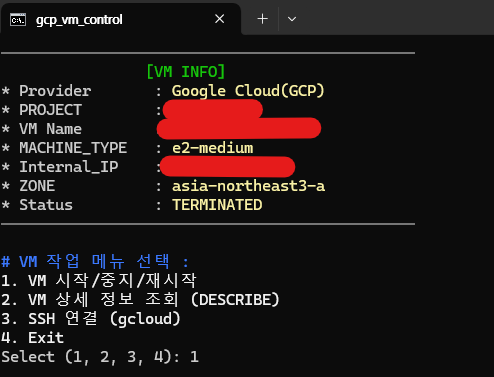 gcp_vm_control
[VM INFO]
* Provider : Google Cloud(GCP)
* PROJECT :
* VM Name
* MACHINE_TYPE : e2-medium
* Internal_IP :
* ZONE : asia-northeast3-a
* Status : TERMINATED
# VM 작업 메뉴 선택 :
1. VM 시작/중지/재시작
2. VM 상세 정보 조회 (DESCRIBE)
3. SSH 연결 (gcloud)
4. Exit
Select (1, 2, 3, 4): 1